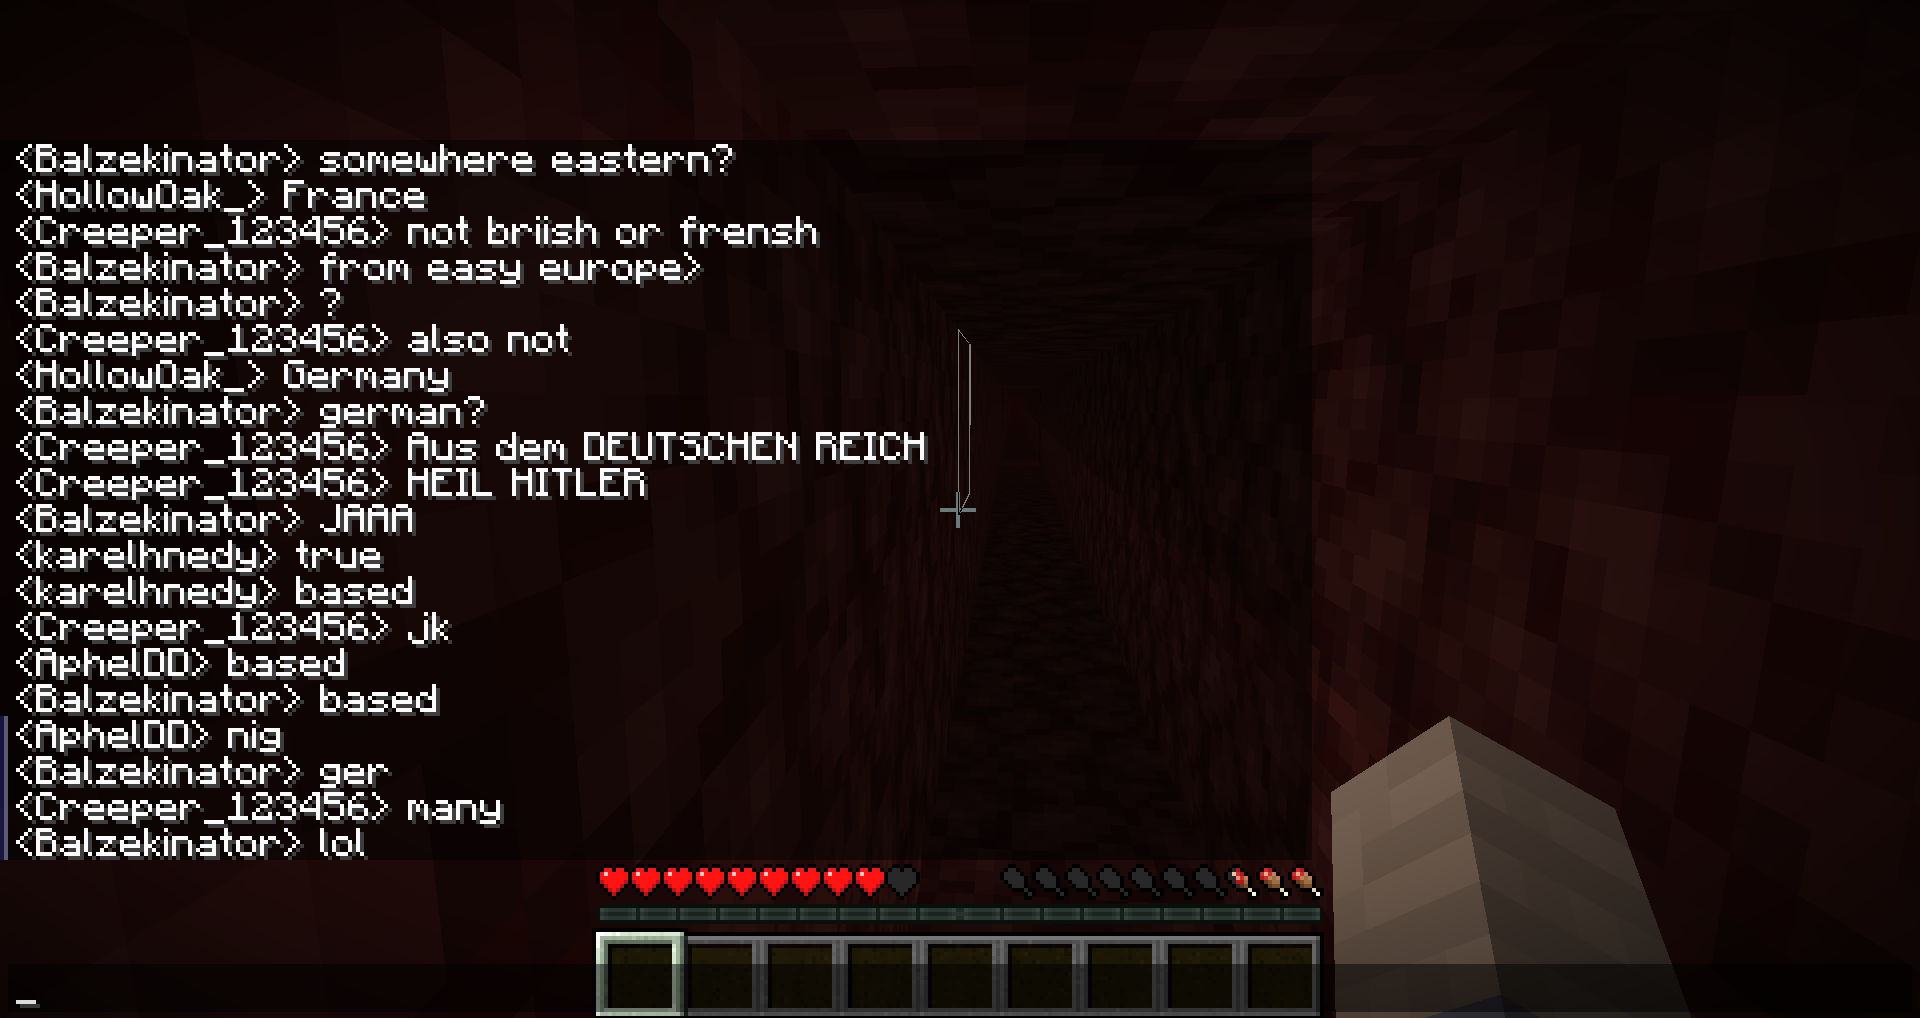 <Balzekinator> somewhere eastern?
<HollowOak_> France
<Creeper_123456> not briish or frensh
<Balzekinator> from easy europe>
<Balzekinator> ?
<Creeper_123456> also not
<HollowOak_> Germany
<Balzekinator> german?
<Creeper_123456> Aus dem DEUTSCHEN REICH
<Creeper_123456> HEIL HITLER
<Balzekinator> JAAA
<karelhnedy> true
<karelhnedy> based
<Creeper_123456> jk
<AphelDD> based
<Balzekinator> based
<AphelDD> nig
<Balzekinator> ger
<Creeper_123456> many
<Balzekinator> lol
_